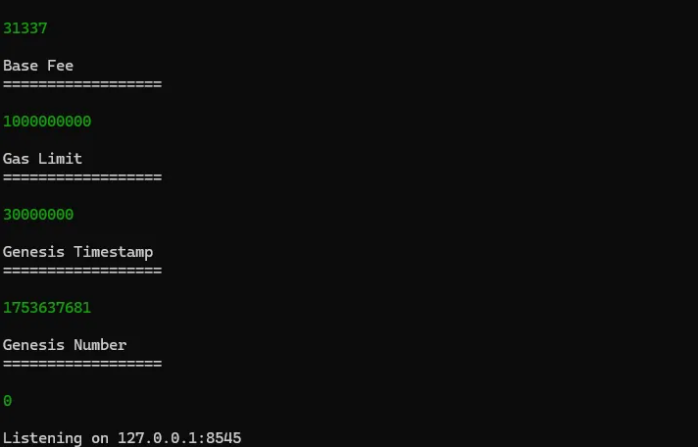 31337
Base Fee
==================
1000000000
Gas Limit
==================
30000000
Genesis Timestamp
==================
1753637681
Genesis Number
==================
0
Listening on 127.0.0.1:8545